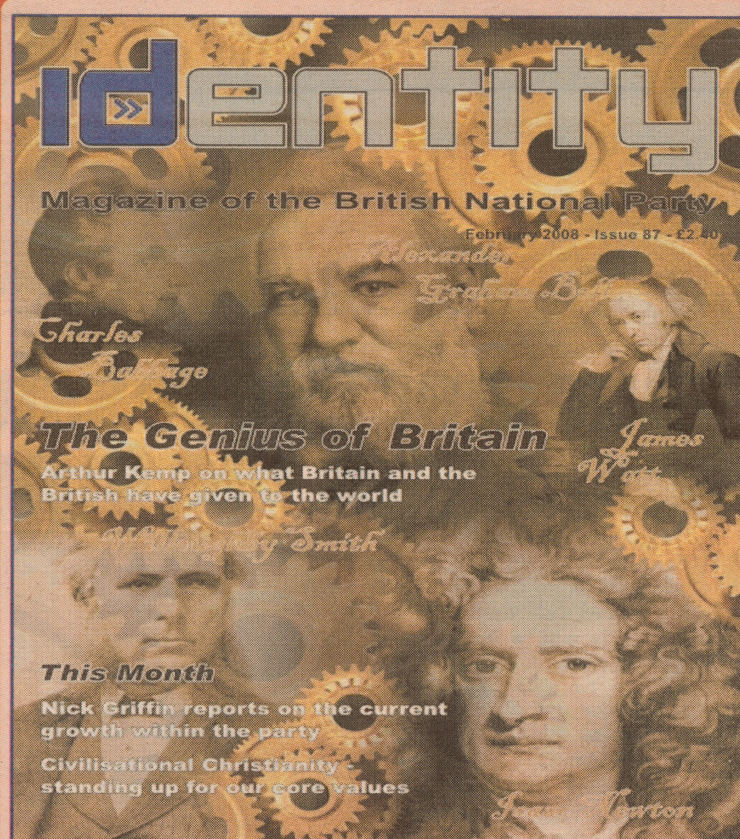 identity
Magazine of the British National Party
February 2008 - Issue 87 - £2.40
Alexander
Graham Bell
Charles
Babbage
The Genius of Britain
James
Watt
Arthur Kemp on what Britain and the
British have given to the world
Willoughby Smith
This Month
Nick Griffin reports on the current
growth within the party
Civilisational Christianity -
standing up for our core values
Isaac Newton